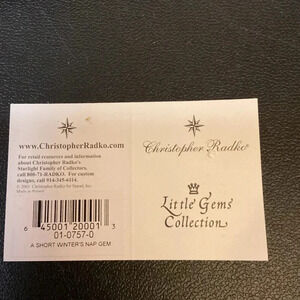 www.ChristopherRadko.com
For retail resources and information
about Christopher Radko's
Starlight Family of Collectors,
call 800-71-RADKO. For custom
designs, call 914-345-6114.
Made in Poland
6 45001 20001 3
01-0757-0
A SHORT WINTER'S NAP GEM
Christopher Radko®
Little Gems
Collection